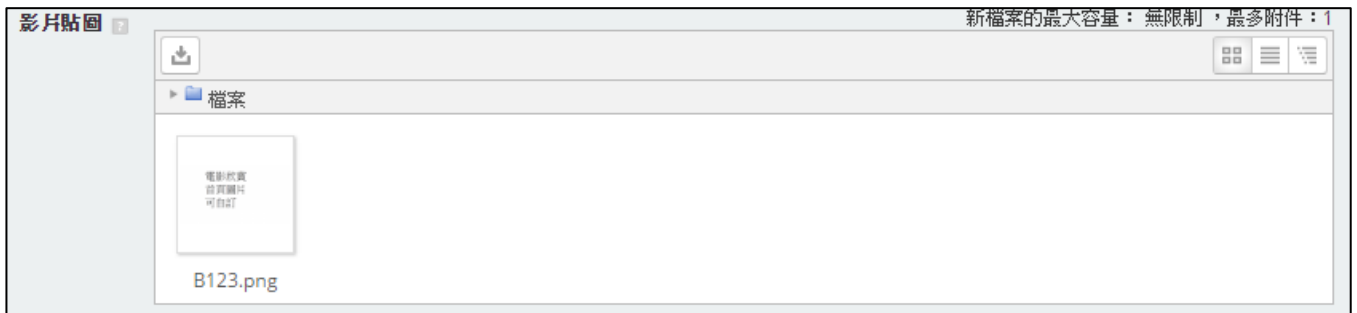 影片貼圖 ?
新檔案的最大容量： 無限制 ，最多附件：1
檔案
電影欣賞
首頁圖片
可自訂
B123.png